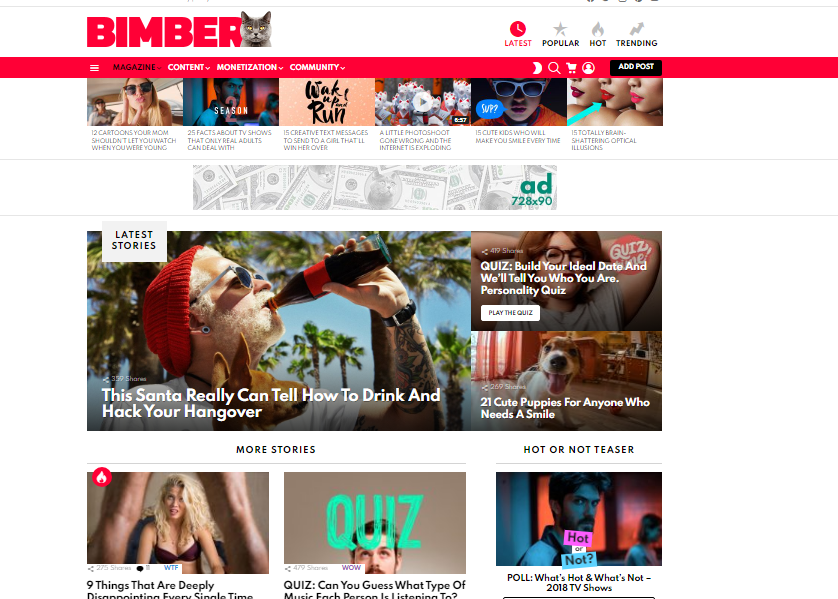 BIMBER
LATEST
POPULAR
HOT
TRENDING
MAGAZINE
CONTENT
MONETIZATION
COMMUNITY
ADD POST
SEASON
Wake
up and
Run
6:57
SUP?
12 CARTOONS YOUR MOM
SHOULDN'T LET YOU WATCH
WHEN YOU WERE YOUNG
25 FACTS ABOUT TV SHOWS
THAT ONLY REAL ADULTS
CAN DEAL WITH
15 CREATIVE TEXT MESSAGES
TO SEND TO A GIRL THAT LL
WIN HER OVER
A LITTLE PHOTOSHOOT
GONE WRONG AND THE
INTERNET IS EXPLODING
15 CUTE KIDS WHO WILL
MAKE YOU SMILE EVERY TIME
15 TOTALLY BRAIN-
SHATTERING OPTICAL
ILLUSIONS
ad
728x90
LATEST
STORIES
359 Shares
This Santa Really Can Tell How To Drink And
Hack Your Hangover
QUIZ,
time!
419 Shares
QUIZ: Build Your Ideal Date And
We'll Tell You Who You Are.
Personality Quiz
PLAY THE QUIZ
269 Shares
21 Cute Puppies For Anyone Who
Needs A Smile
MORE STORIES
HOT OR NOT TEASER
275 Shares
11
WTF
9 Things That Are Deeply
Disappointing Every Single Time
QUIZ
479 Shares
WOW
QUIZ: Can You Guess What Type Of
Music Each Person Is Listening To?
Hot
or
Not?
POLL: What's Hot & What's Not –
2018 TV Shows